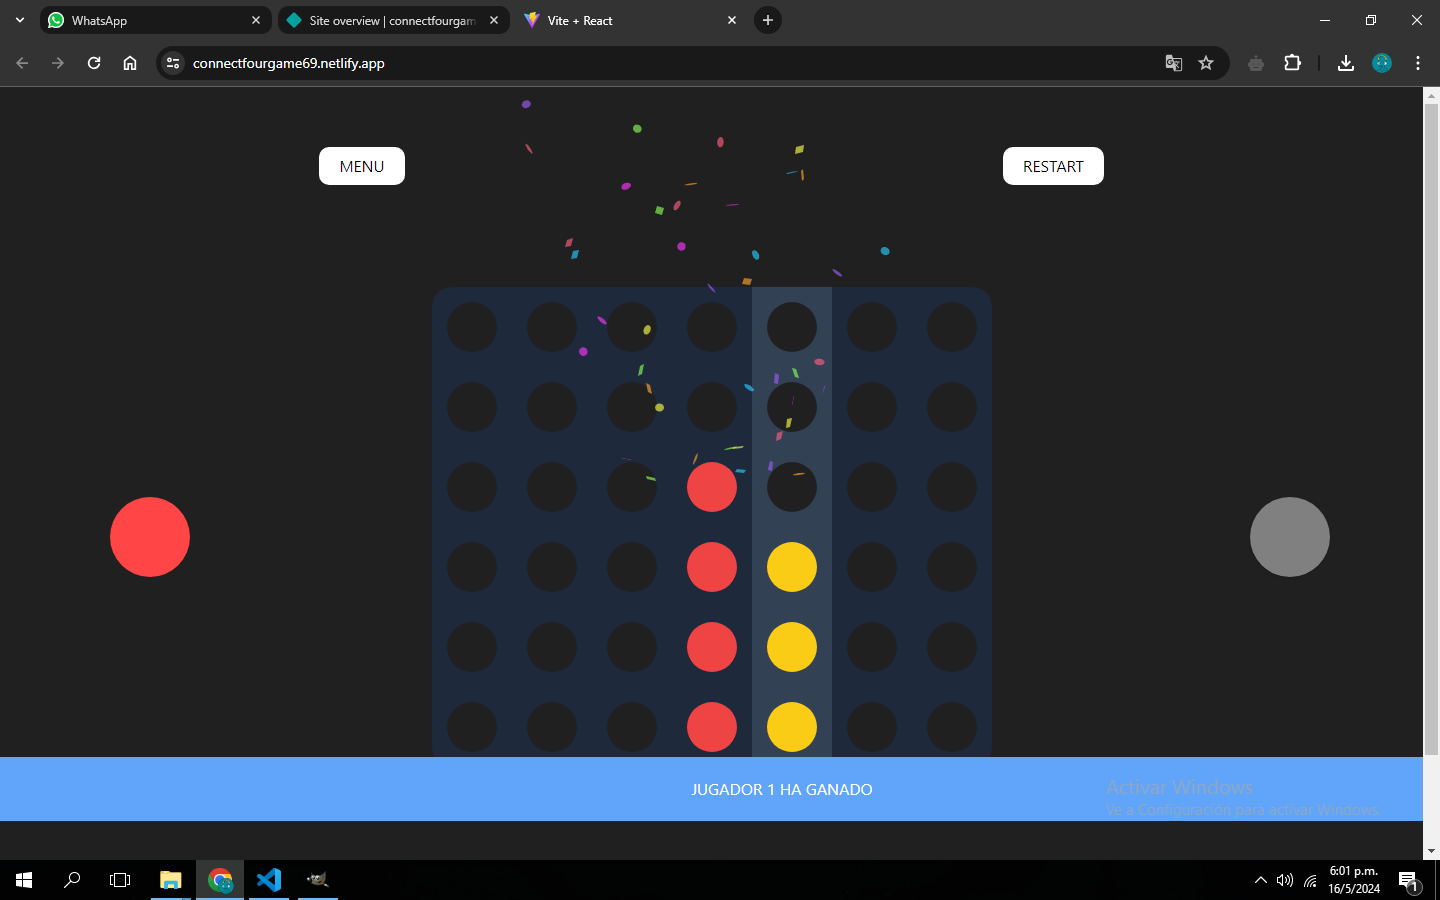 WhatsApp
Site overview | connectfourgam
Vite + React
connectfourgame69.netlify.app
MENU
RESTART
JUGADOR 1 HA GANADO
Activar Windows
Ve a Configuración para activar Windows.
6:01 p.m.
16/5/2024
1